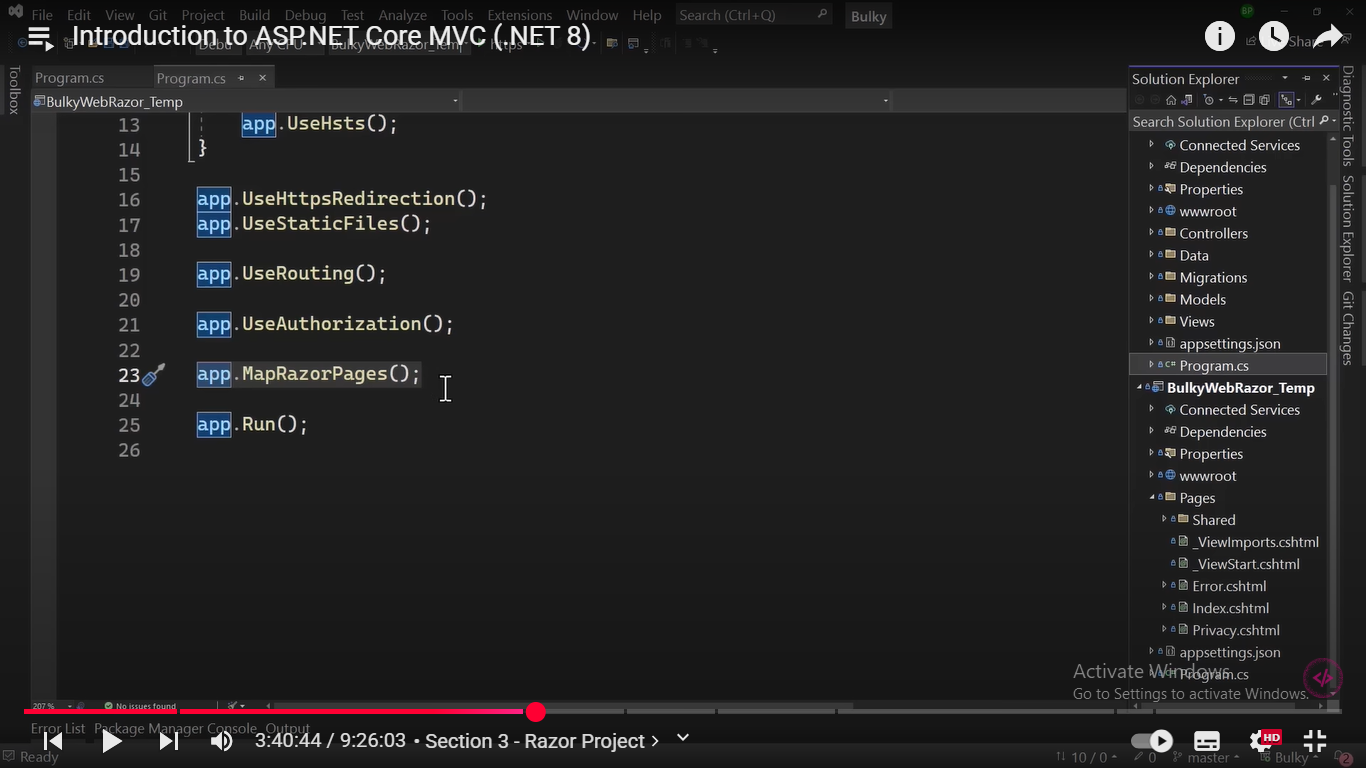 File Edit View Git Project Build Debug Test Analyze Tools Extensions Window Help Search (Ctrl+Q) Bulky
Introduction to ASP.NET Core MVC (.NET 8)
Share
Toolbox
Program.cs Program.cs
BulkyWebRazor_Temp
13 app.UseHsts();
14 }
15
16 app.UseHttpsRedirection();
17 app.UseStaticFiles();
18
19 app.UseRouting();
20
21 app.UseAuthorization();
22
23 app.MapRazorPages();
24
25 app.Run();
26
Solution Explorer
Search Solution Explorer (Ctrl
Connected Services
Dependencies
Properties
wwwroot
Controllers
Data
Migrations
Models
Views
appsettings.json
C# Program.cs
BulkyWebRazor_Temp
Connected Services
Dependencies
Properties
wwwroot
Pages
Shared
_ViewImports.cshtml
_ViewStart.cshtml
Error.cshtml
Index.cshtml
Privacy.cshtml
appsettings.json
Program.cs
Diagnostic Tools
Solution Explorer
Git Changes
Activate Windows
Go to Settings to activate Windows.
207 % No issues found
Error List Package Manager Console Output
3:40:44 / 9:26:03 • Section 3 - Razor Project
HD
Ready
10 / 0 0 master Bulky 2